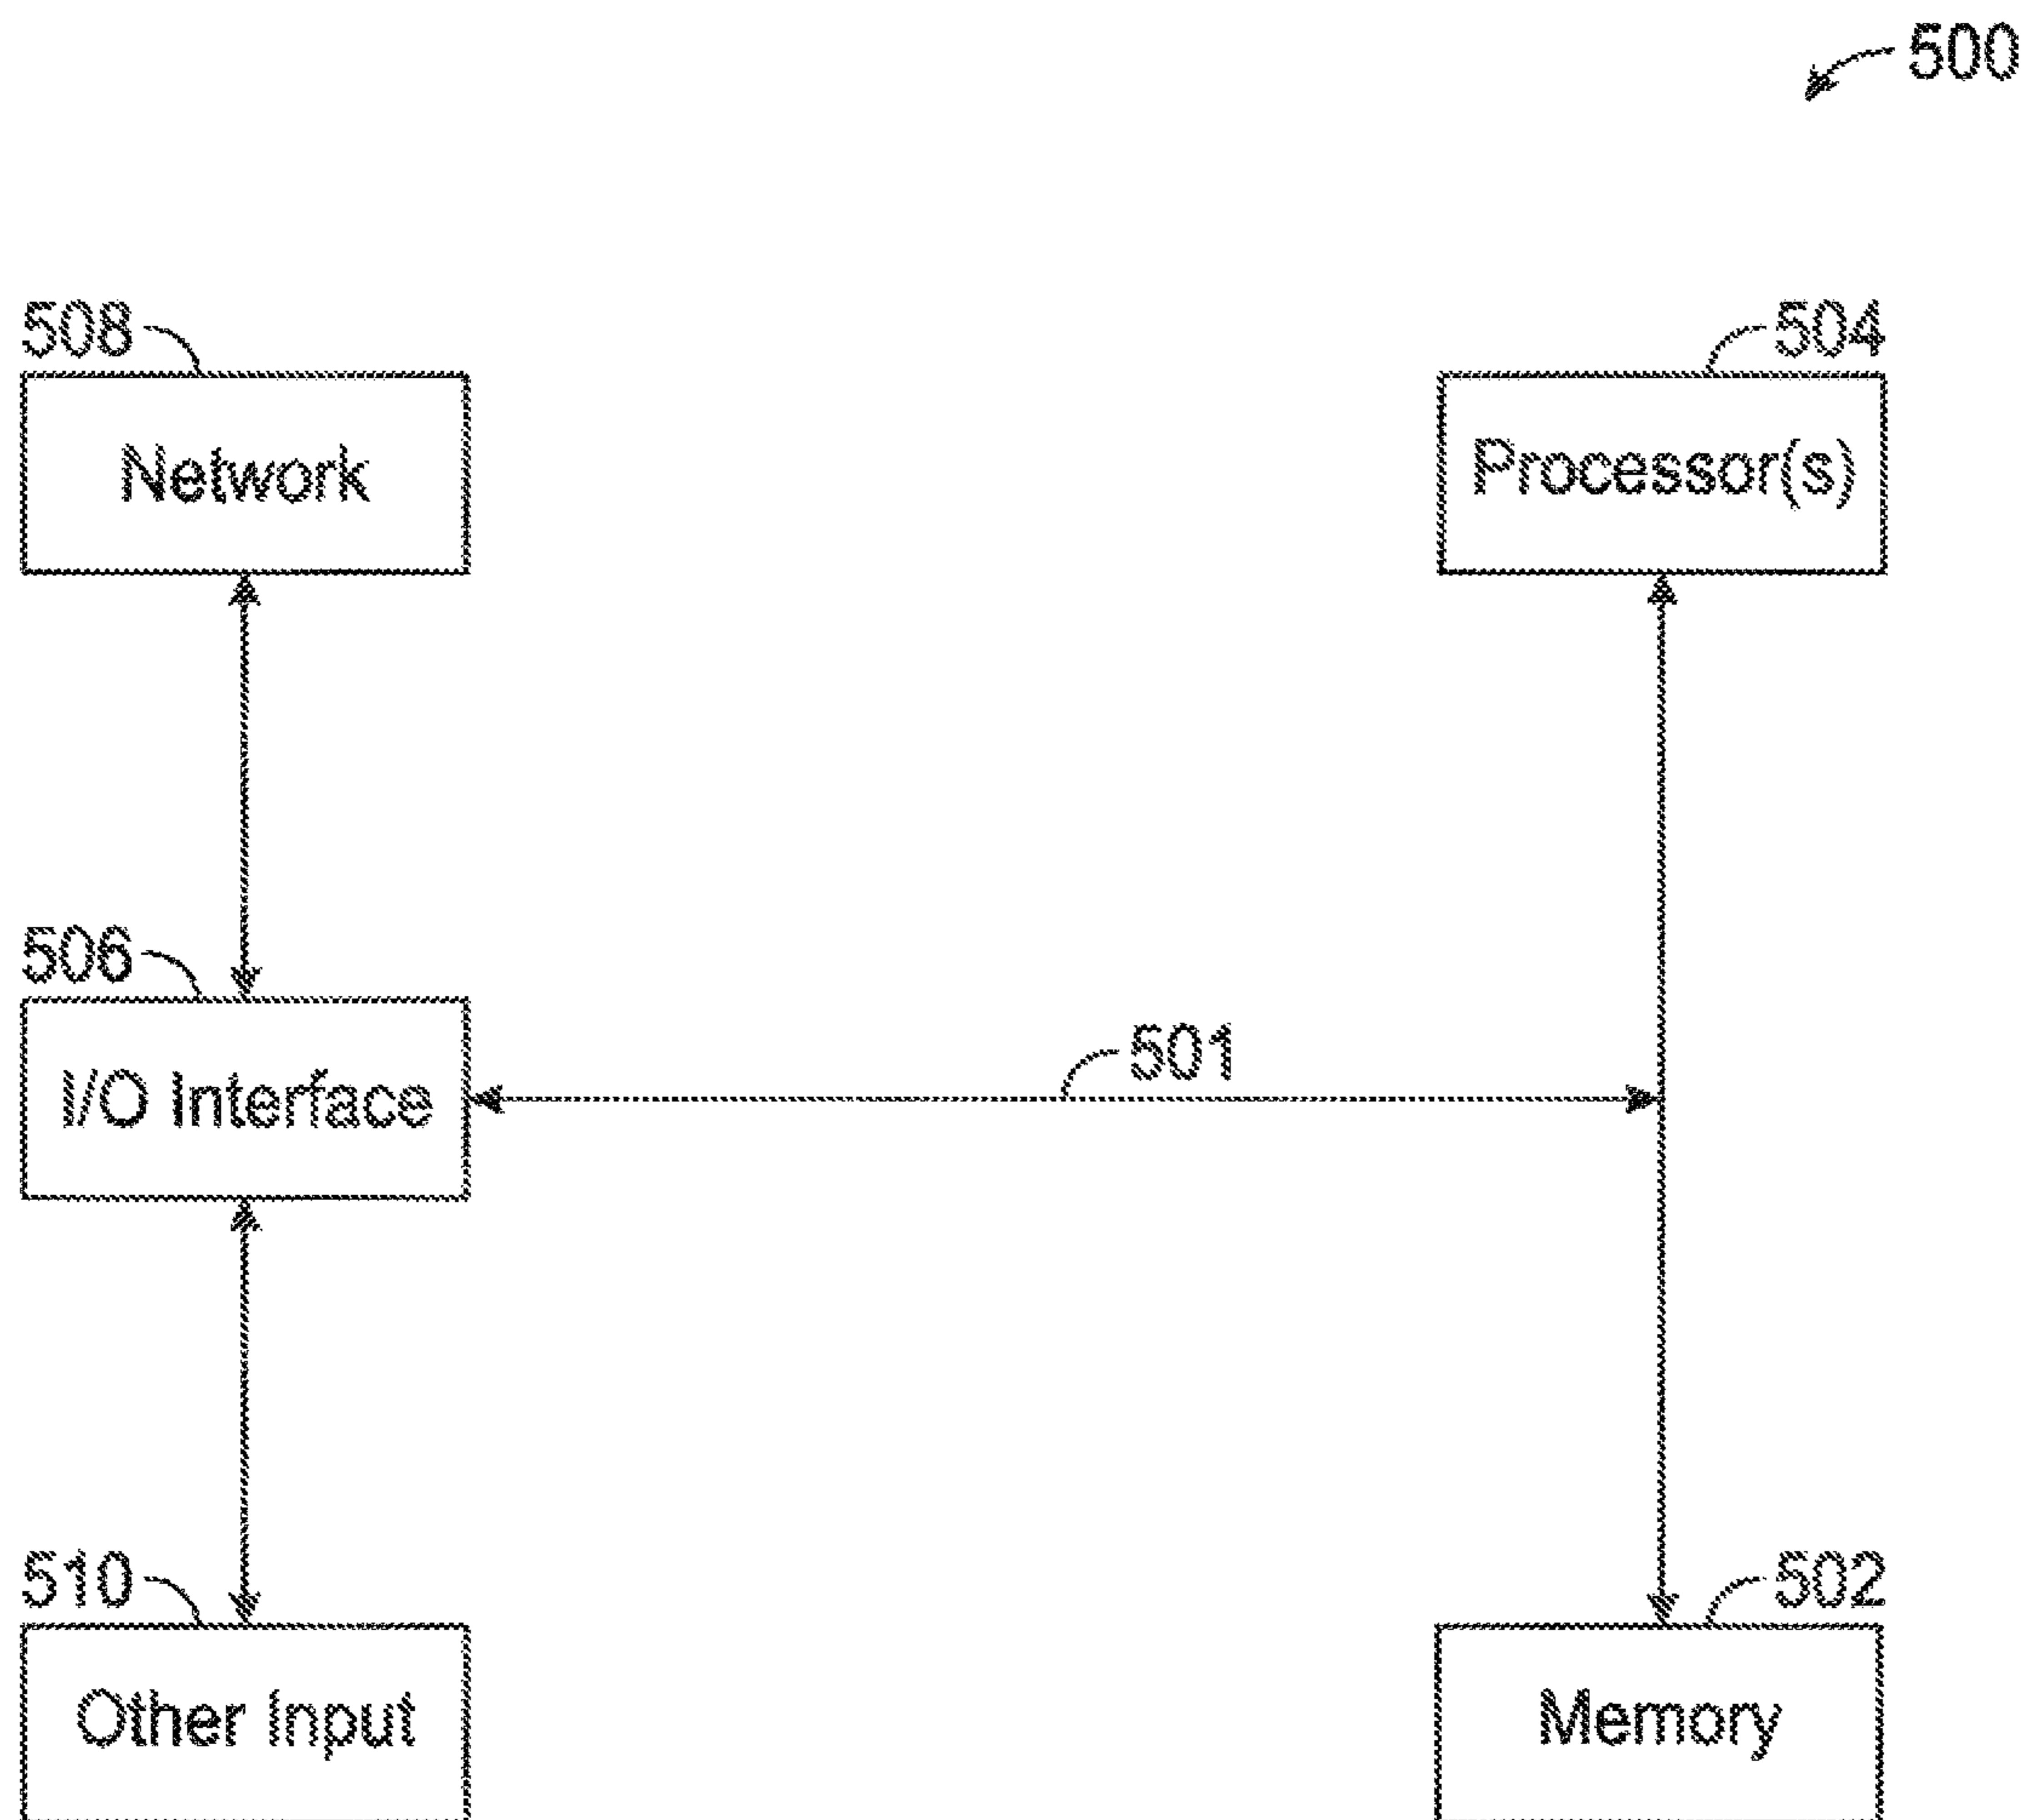 500
508
504
Network
Processor(s)
506
501
I/O Interface
510
502
Other Input
Memory